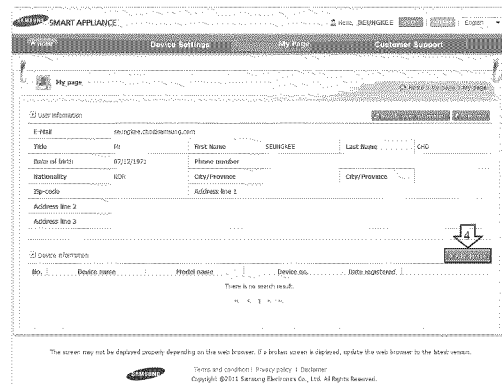 SAMSUNG SMART APPLIANCE
Hello, DEUNGKEE English
Home Device Settings My Page Customer Support
My page
Home > My page > My page
User information
E-Mail
Title Mr First Name SEUNGKEE Last Name CHO
Date of birth 07/12/1971 Phone number
Nationality KOR City/Province City/Province
Zip-code Address line 1
Address line 2
Address line 3
4
Device information
No. Device name Model name Device no. Date registered
There is no search result.
1
The screen may not be displayed properly depending on the web browser. If a broken screen is displayed, update the web browser to the latest version.
SAMSUNG
Terms and condition | Privacy policy | Disclaimer
Copyright ©2011 Samsung Electronics Co., Ltd. All Rights Reserved.